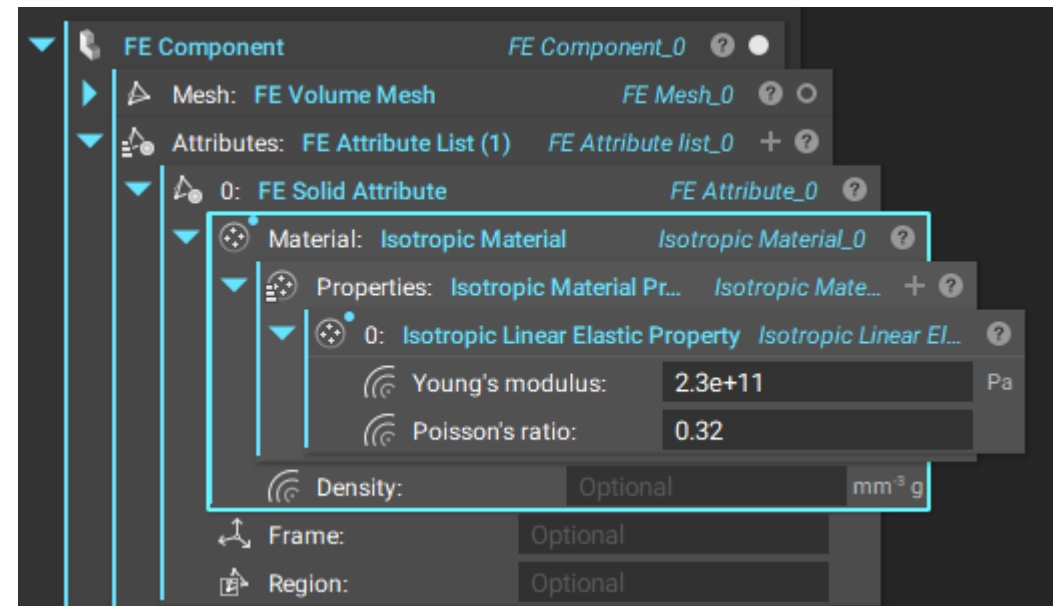 FE Component FE Component_0 ?
Mesh: FE Volume Mesh FE Mesh_0 ?
Attributes: FE Attribute List (1) FE Attribute list_0 + ?
0: FE Solid Attribute FE Attribute_0 ?
Material: Isotropic Material Isotropic Material_0 ?
Properties: Isotropic Material Pr... Isotropic Mate... + ?
0: Isotropic Linear Elastic Property Isotropic Linear El... ?
Young's modulus: 2.3e+11 Pa
Poisson's ratio: 0.32
Density: Optional mm⁻³ g
Frame: Optional
Region: Optional